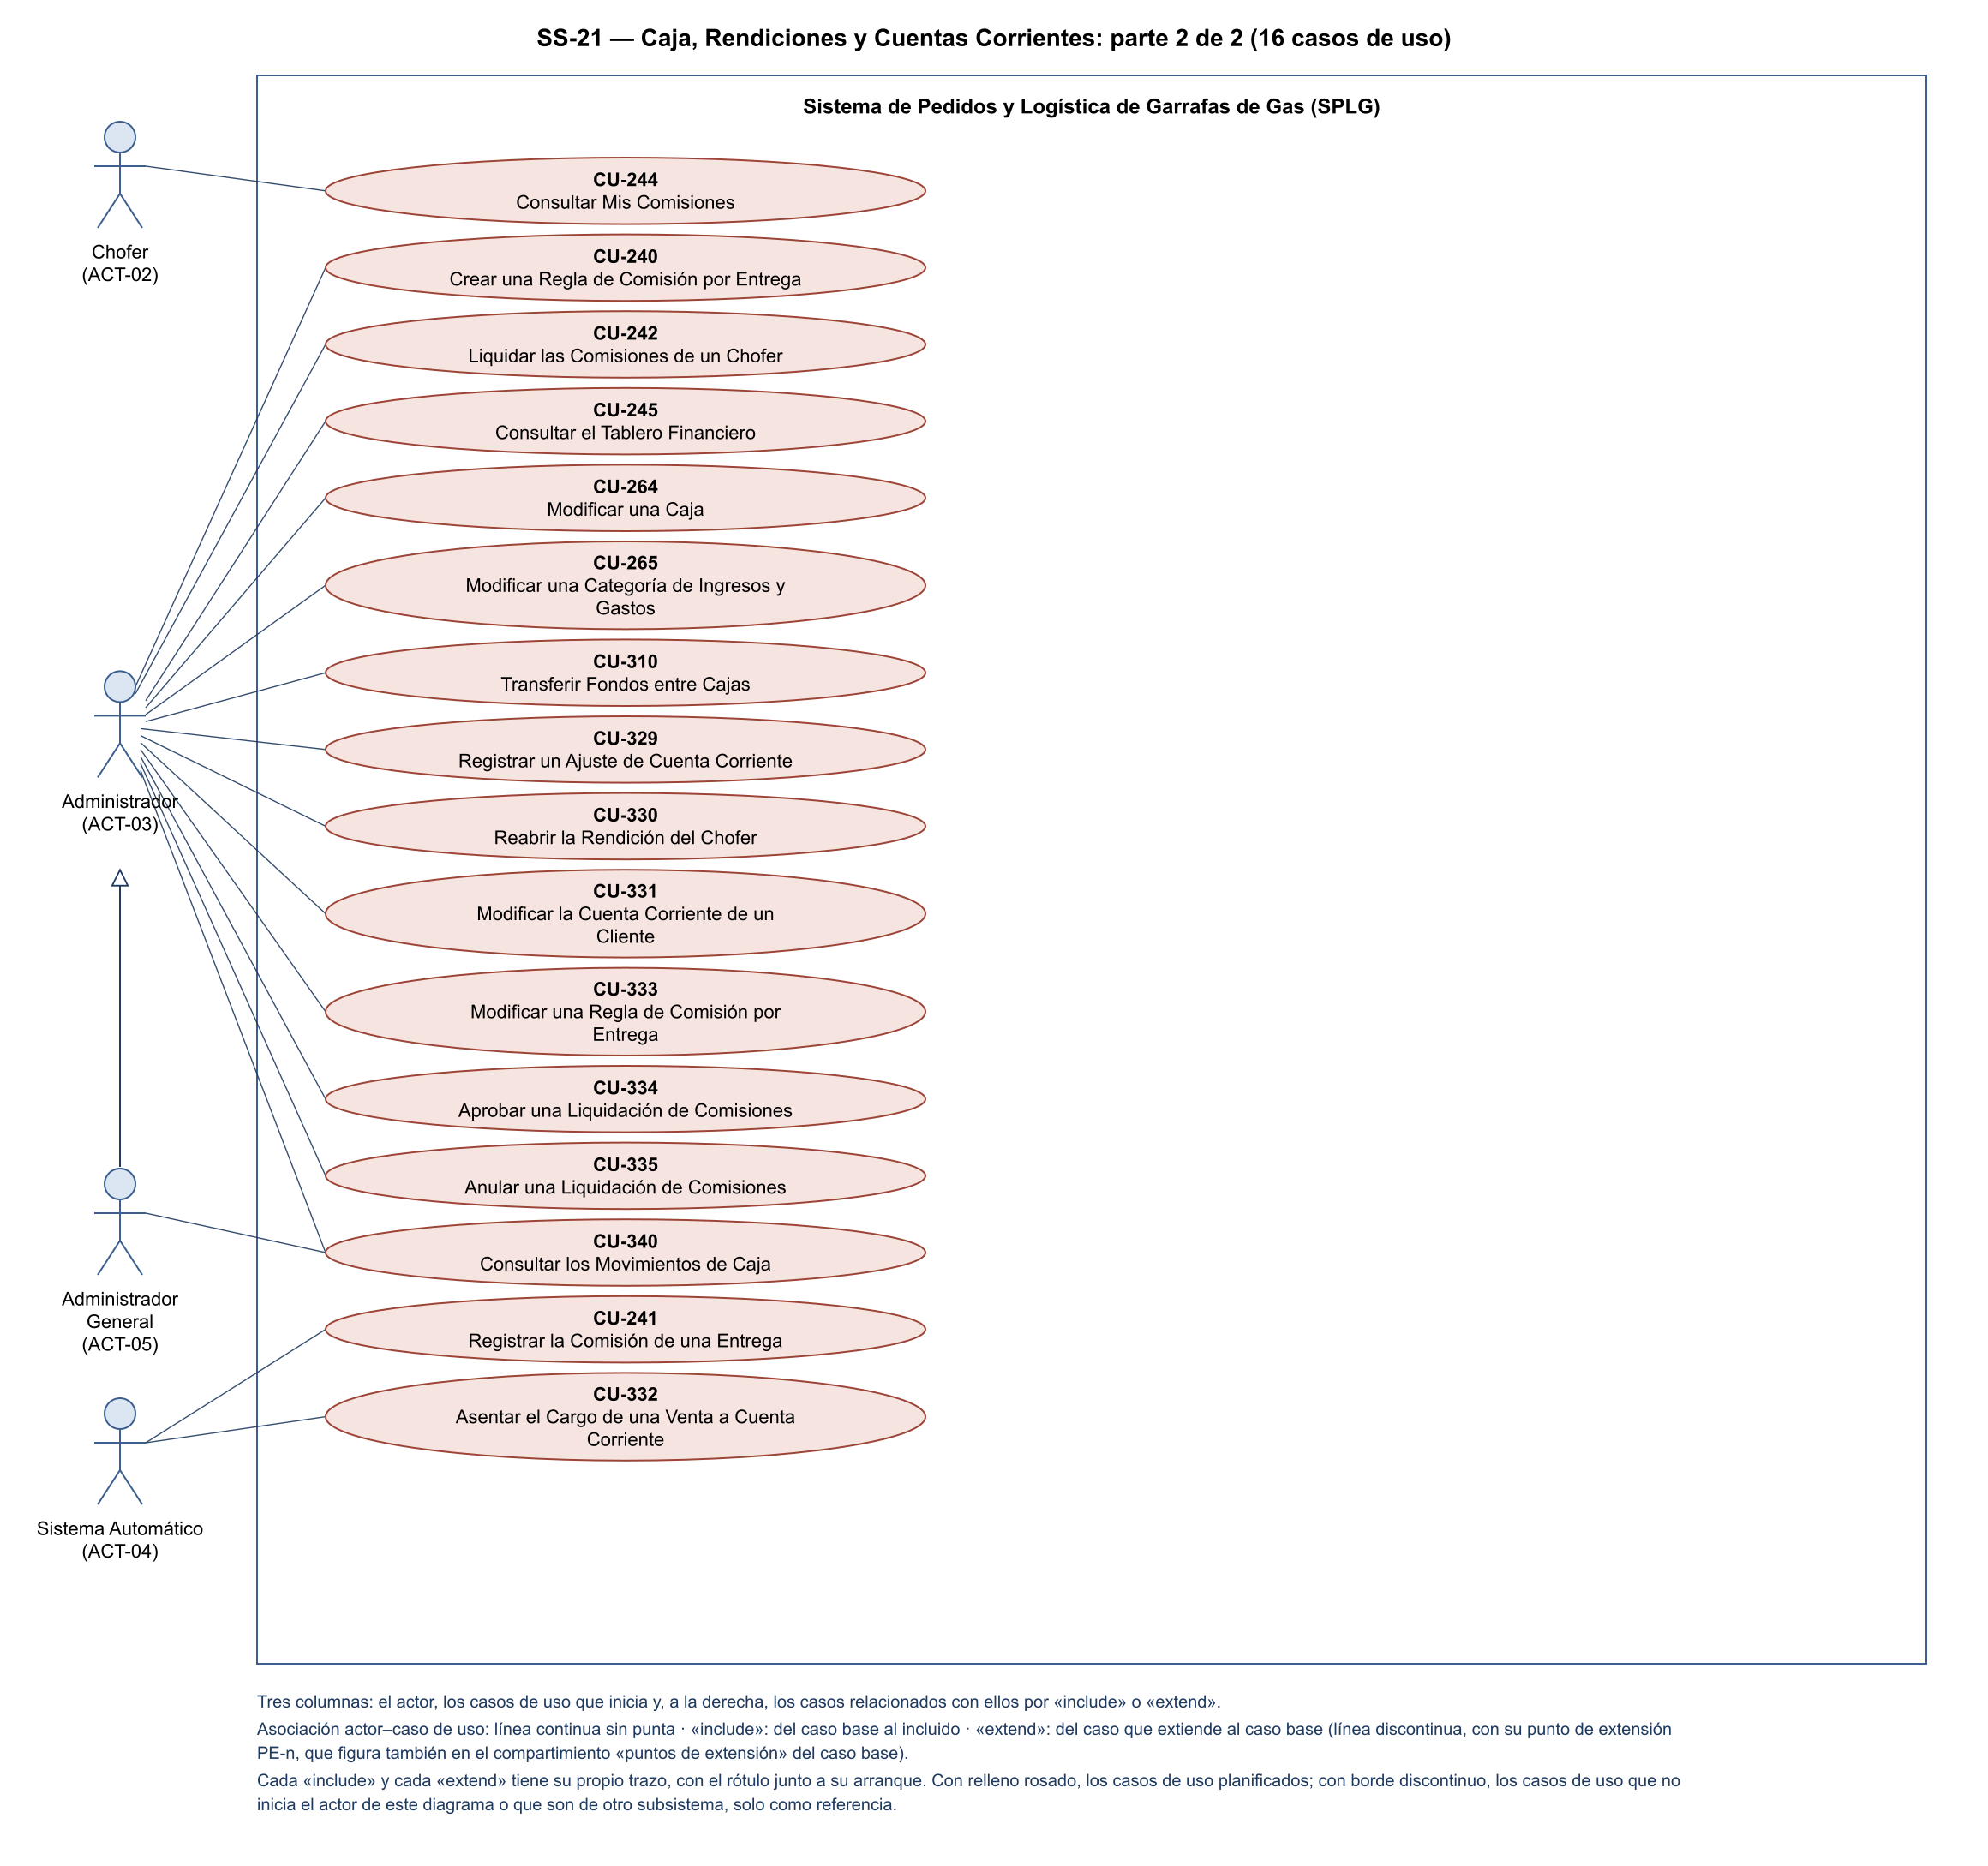 SS-21 — Caja, Rendiciones y Cuentas Corrientes: parte 2 de 2 (16 casos de uso)
Sistema de Pedidos y Logística de Garrafas de Gas (SPLG)
Chofer
(ACT-02)
CU-244
Consultar Mis Comisiones
CU-240
Crear una Regla de Comisión por Entrega
CU-242
Liquidar las Comisiones de un Chofer
CU-245
Consultar el Tablero Financiero
CU-264
Modificar una Caja
CU-265
Modificar una Categoría de Ingresos y
Gastos
CU-310
Transferir Fondos entre Cajas
CU-329
Registrar un Ajuste de Cuenta Corriente
Administrador
(ACT-03)
CU-330
Reabrir la Rendición del Chofer
CU-331
Modificar la Cuenta Corriente de un
Cliente
CU-333
Modificar una Regla de Comisión por
Entrega
CU-334
Aprobar una Liquidación de Comisiones
CU-335
Anular una Liquidación de Comisiones
CU-340
Consultar los Movimientos de Caja
Administrador
General
(ACT-05)
CU-241
Registrar la Comisión de una Entrega
CU-332
Asentar el Cargo de una Venta a Cuenta
Corriente
Sistema Automático
(ACT-04)
Tres columnas: el actor, los casos de uso que inicia y, a la derecha, los casos relacionados con ellos por «include» o «extend».
Asociación actor–caso de uso: línea continua sin punta · «include»: del caso base al incluido · «extend»: del caso que extiende al caso base (línea discontinua, con su punto de extensión
PE-n, que figura también en el compartimiento «puntos de extensión» del caso base).
Cada «include» y cada «extend» tiene su propio trazo, con el rótulo junto a su arranque. Con relleno rosado, los casos de uso planificados; con borde discontinuo, los casos de uso que no
inicia el actor de este diagrama o que son de otro subsistema, solo como referencia.